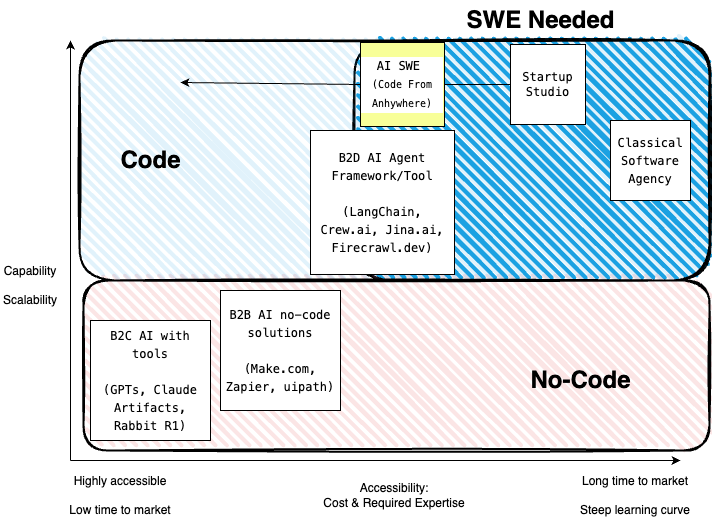 SWE Needed
AI SWE
(Code From
Anhywhere)
Startup
Studio
Classical
Software
Agency
Code
B2D AI Agent
Framework/Tool
(LangChain,
Crew.ai, Jina.ai,
Firecrawl.dev)
Capability
Scalability
B2C AI with
tools
(GPTs, Claude
Artifacts,
Rabbit R1)
B2B AI no-code
solutions
(Make.com,
Zapier, uipath)
No-Code
Highly accessible
Low time to market
Accessibility:
Cost & Required Expertise
Long time to market
Steep learning curve